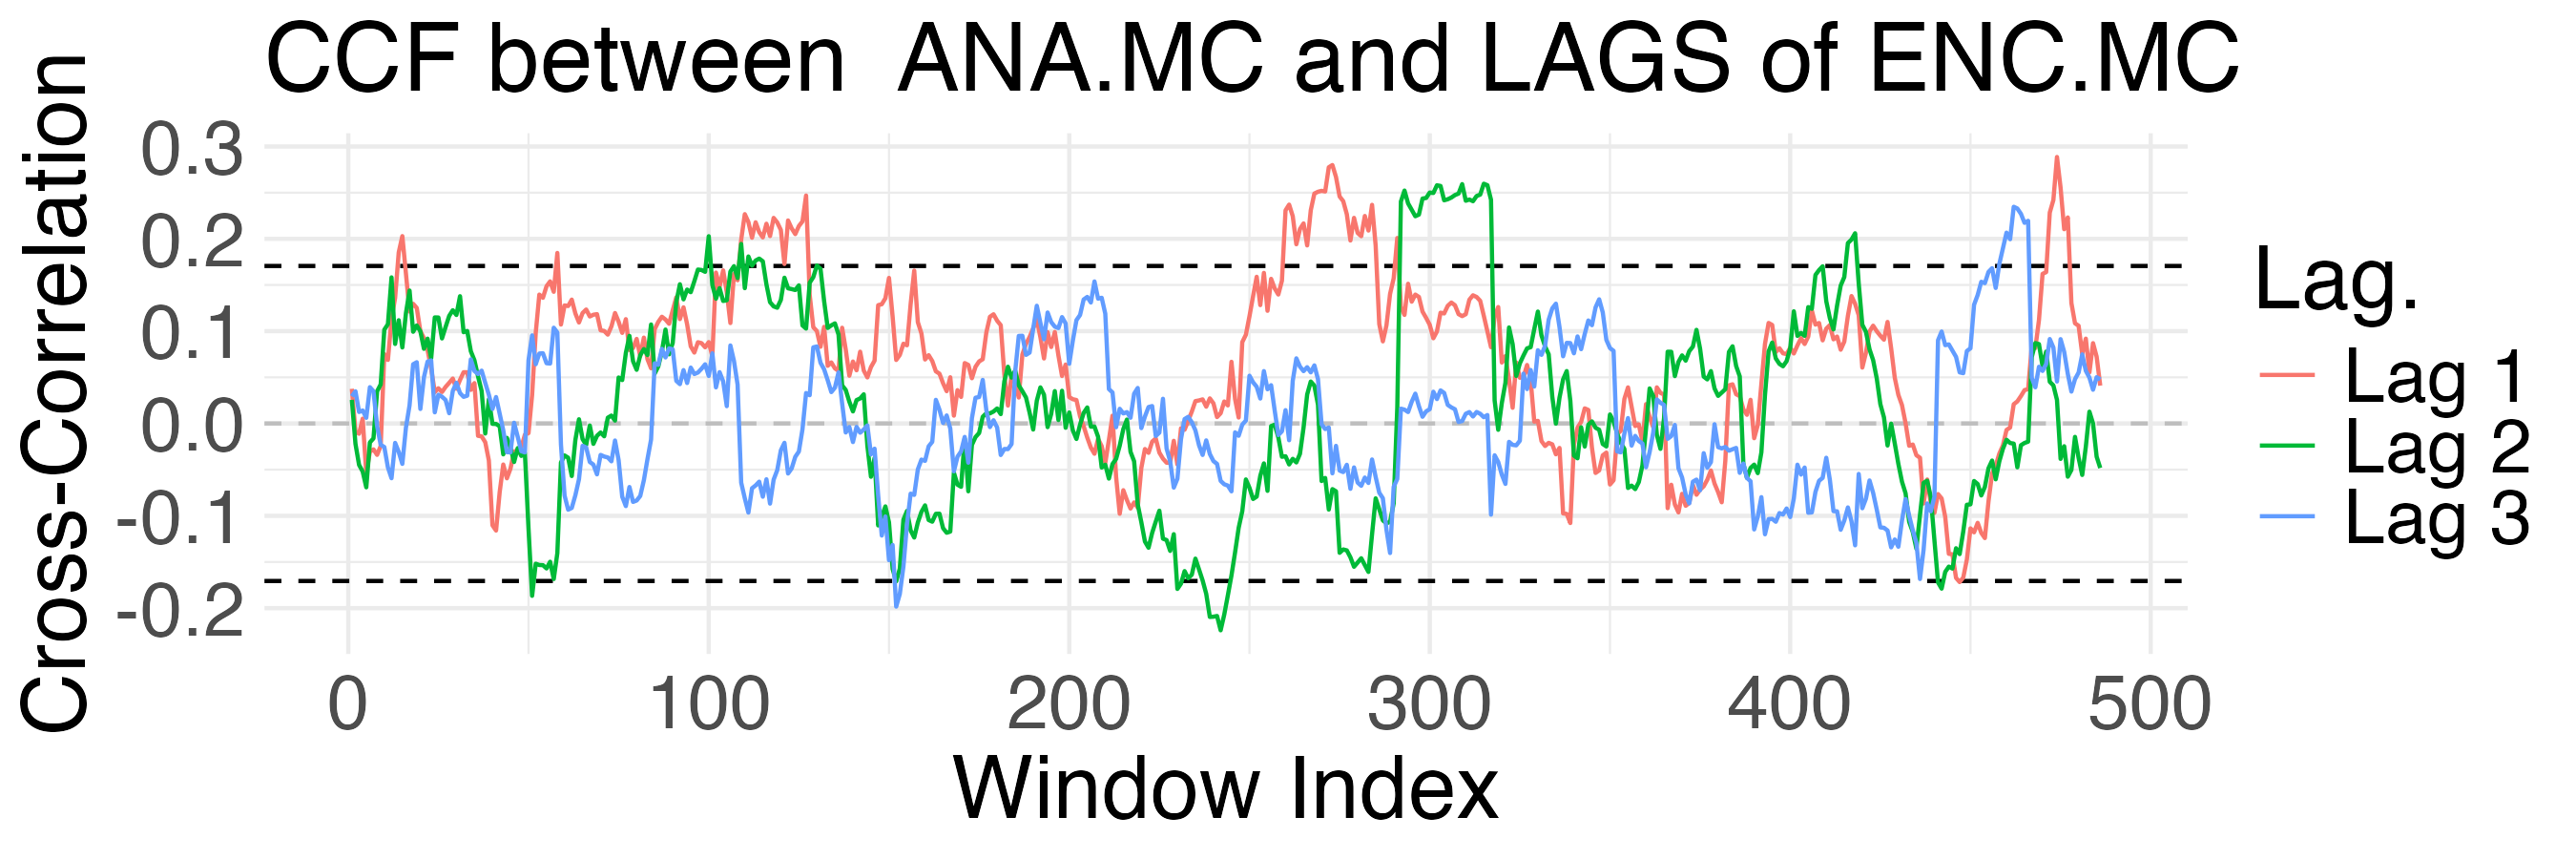 CCF between  ANA.MC and LAGS of ENC.MC
Cross-Correlation
0.3
0.2
0.1
0.0
-0.1
-0.2
0 100 200 300 400 500
Window Index
Lag.
Lag 1
Lag 2
Lag 3